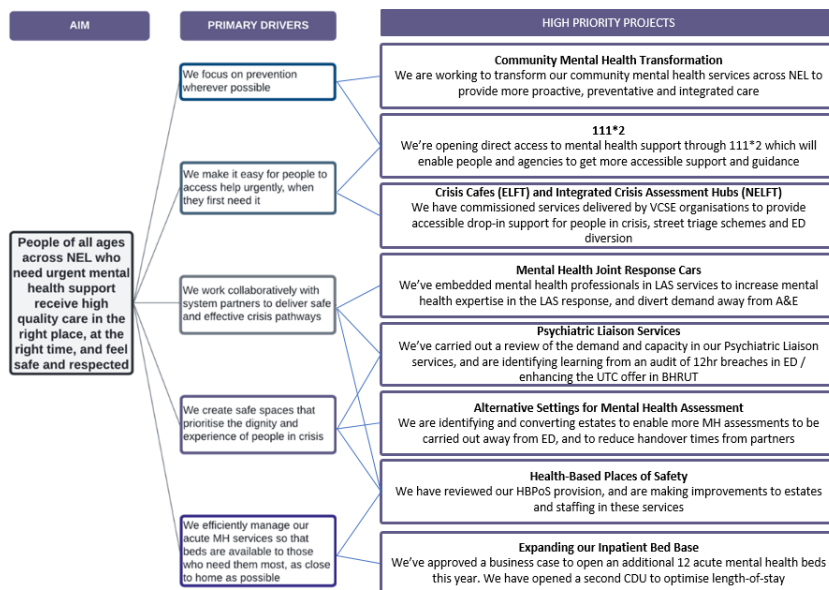 AIM
PRIMARY DRIVERS
HIGH PRIORITY PROJECTS
People of all ages
across NEL who
need urgent mental
health support
receive high
quality care in the
right place, at the
right time, and feel
safe and respected
We focus on prevention
wherever possible
We make it easy for people to
access help urgently, when
they first need it
We work collaboratively with
system partners to deliver safe
and effective crisis pathways
We create safe spaces that
prioritise the dignity and
experience of people in crisis
We efficiently manage our
acute MH services so that
beds are available to those
who need them most, as close
to home as possible
Community Mental Health Transformation
We are working to transform our community mental health services across NEL to
provide more proactive, preventative and integrated care
111*2
We're opening direct access to mental health support through 111*2 which will
enable people and agencies to get more accessible support and guidance
Crisis Cafes (ELFT) and Integrated Crisis Assessment Hubs (NELFT)
We have commissioned services delivered by VCSE organisations to provide
accessible drop-in support for people in crisis, street triage schemes and ED
diversion
Mental Health Joint Response Cars
We've embedded mental health professionals in LAS services to increase mental
health expertise in the LAS response, and divert demand away from A&E
Psychiatric Liaison Services
We've carried out a review of the demand and capacity in our Psychiatric Liaison
services, and are identifying learning from an audit of 12hr breaches in ED /
enhancing the UTC offer in BHRUT
Alternative Settings for Mental Health Assessment
We are identifying and converting estates to enable more MH assessments to be
carried out away from ED, and to reduce handover times from partners
Health-Based Places of Safety
We have reviewed our HBPoS provision, and are making improvements to estates
and staffing in these services
Expanding our Inpatient Bed Base
We've approved a business case to open an additional 12 acute mental health beds
this year. We have opened a second CDU to optimise length-of-stay